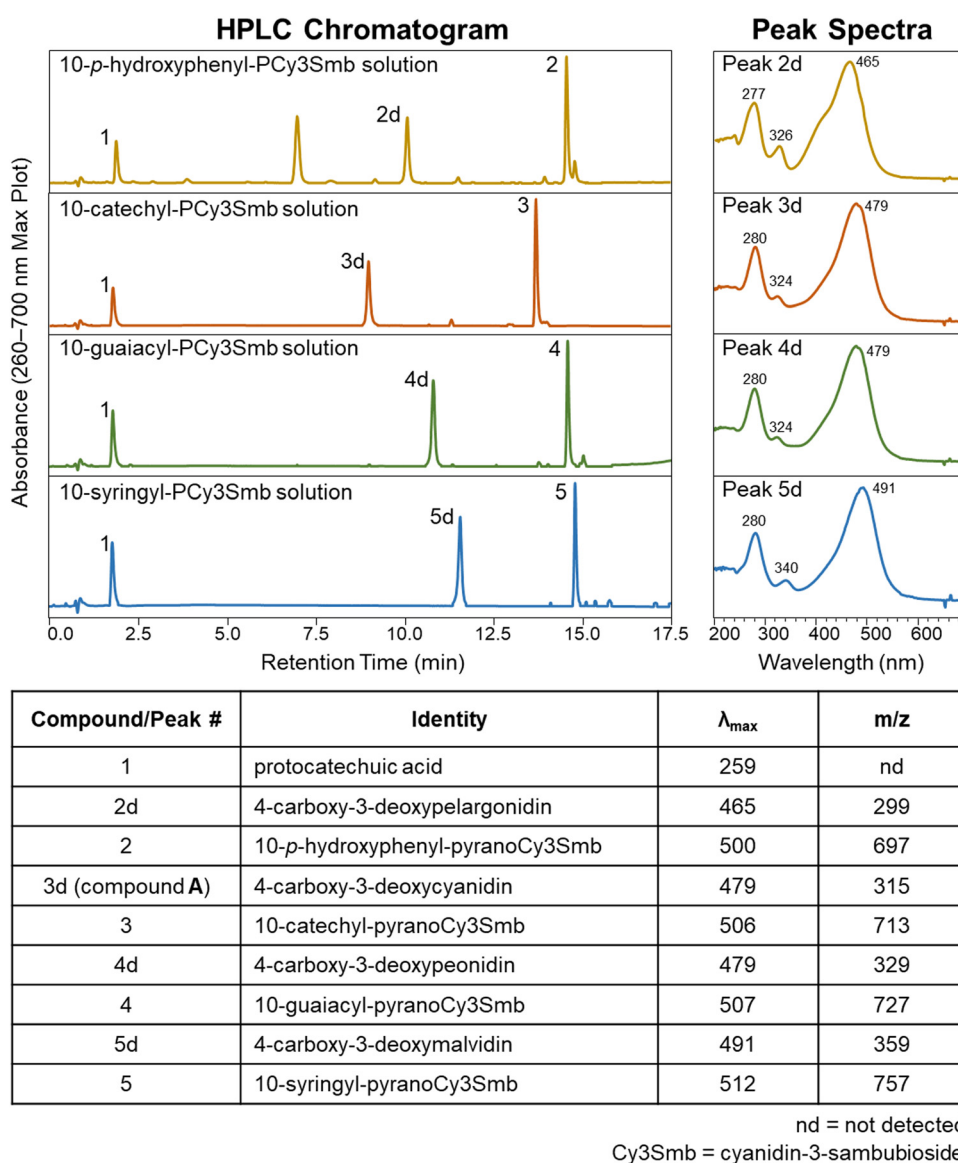 HPLC Chromatogram
Peak Spectra
Absorbance (260–700 nm Max Plot)
10-p-hydroxyphenyl-PCy3Smb solution
1
2d
2
10-catechyl-PCy3Smb solution
1
3d
3
10-guaiacyl-PCy3Smb solution
1
4d
4
10-syringyl-PCy3Smb solution
1
5d
5
0.0 2.5 5.0 7.5 10.0 12.5 15.0 17.5
Retention Time (min)
Peak 2d
277
326
465
Peak 3d
280
324
479
Peak 4d
280
324
479
Peak 5d
280
340
491
200 300 400 500 600
Wavelength (nm)
Compound/Peak # Identity λmax m/z
1 protocatechuic acid 259 nd
2d 4-carboxy-3-deoxypelargonidin 465 299
2 10-p-hydroxyphenyl-pyranoCy3Smb 500 697
3d (compound A) 4-carboxy-3-deoxycyanidin 479 315
3 10-catechyl-pyranoCy3Smb 506 713
4d 4-carboxy-3-deoxypeonidin 479 329
4 10-guaiacyl-pyranoCy3Smb 507 727
5d 4-carboxy-3-deoxymalvidin 491 359
5 10-syringyl-pyranoCy3Smb 512 757
nd = not detected
Cy3Smb = cyanidin-3-sambubioside